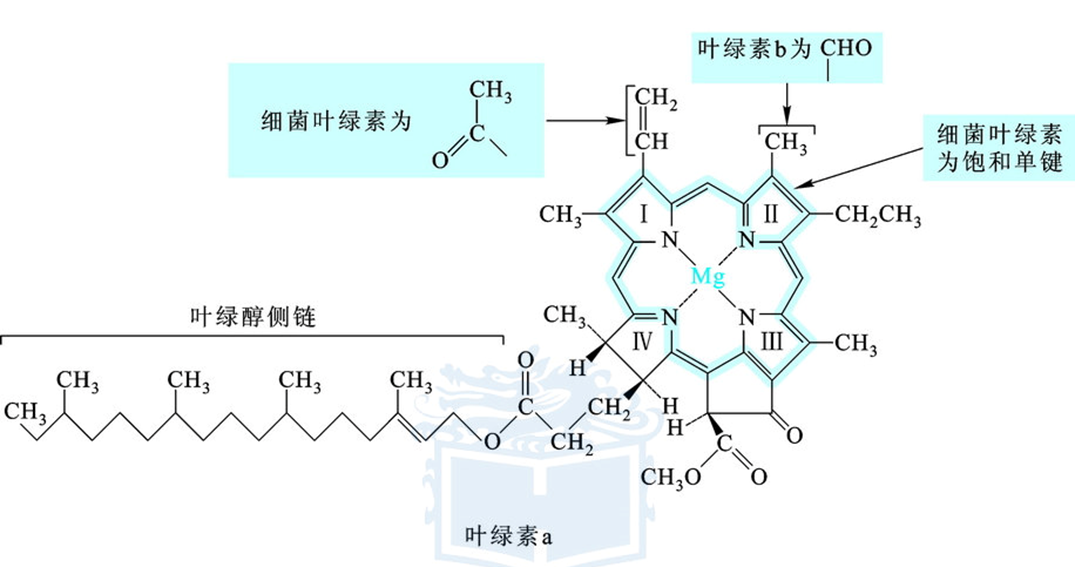 叶绿素b为 CHO
细菌叶绿素为
CH₃
C
O
CH₂
CH
CH₃
细菌叶绿素
为饱和单键
CH₃
I
II
CH₂CH₃
N
N
Mg
叶绿醇侧链
CH₃
N
N
IV
III
CH₃
H
O
CH₃
CH₃
CH₃
CH₃
CH₃
C
CH₂
H
H
O
O
CH₂
C
CH₃O
O
叶绿素a